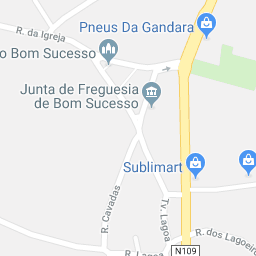 Pneus Da Gandara
R. da Igreja
o Bom Sucesso
Junta de Freguesia
de Bom Sucesso
Sublimart
R. Cavadas
Tv. Lagoa
R. dos Lagoeiro
N109